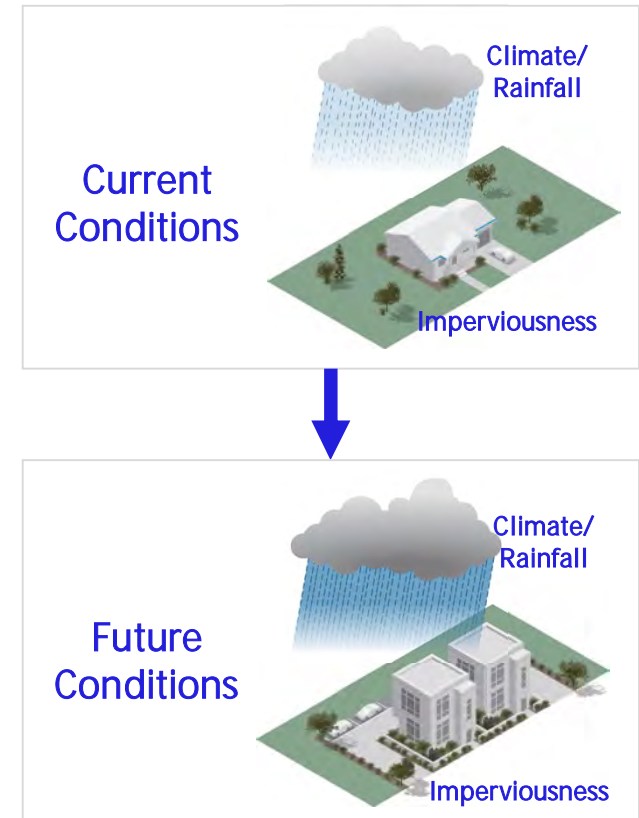 Climate/
Rainfall
Current
Conditions
Imperviousness
Climate/
Rainfall
Future
Conditions
Imperviousness